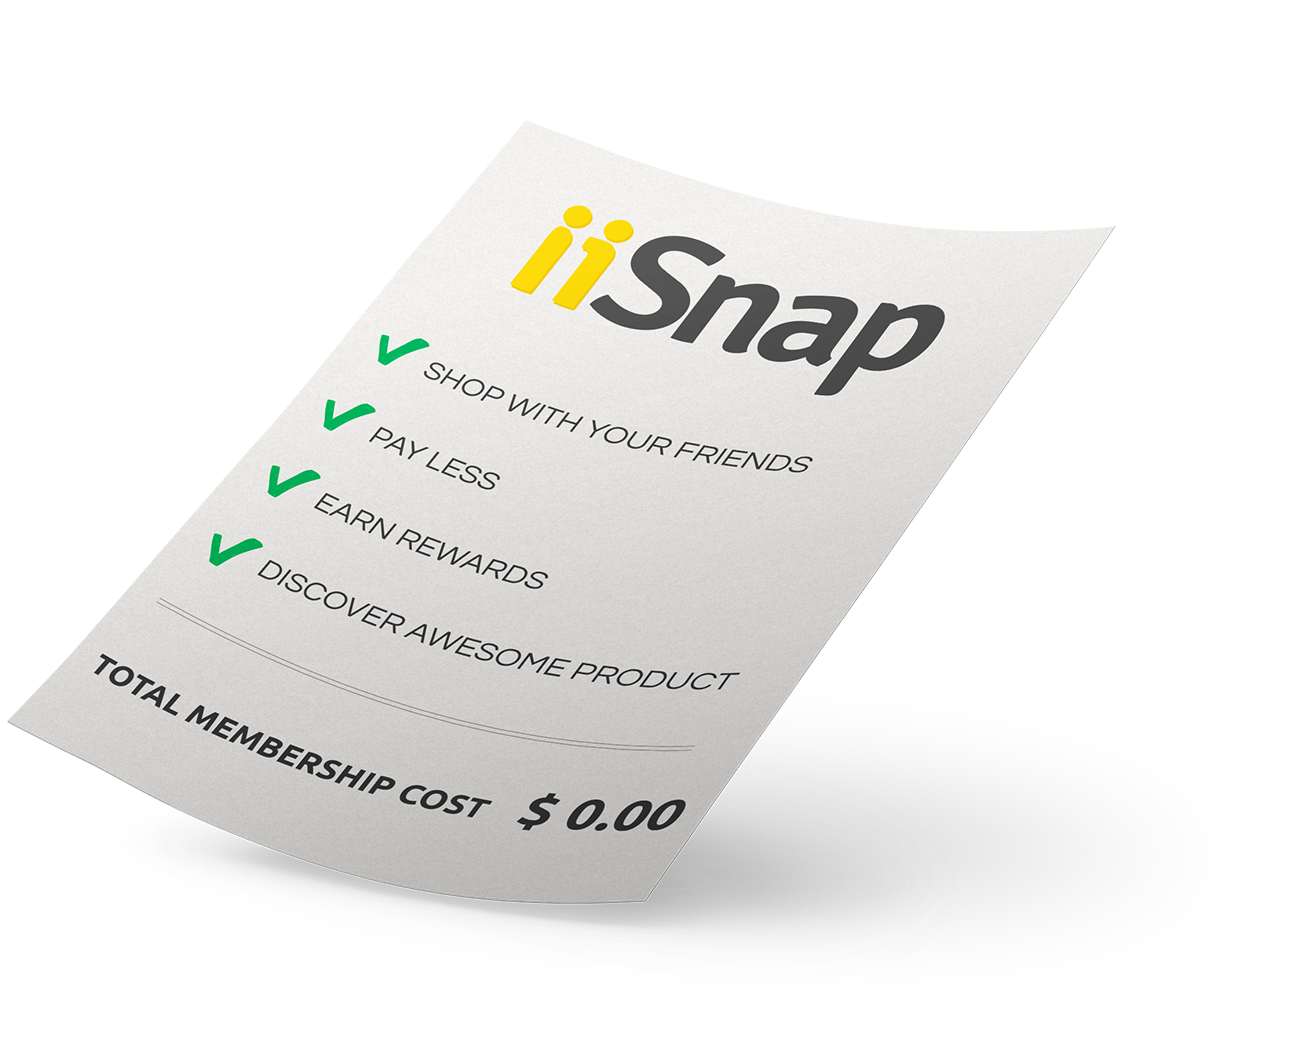 iiSnap
SHOP WITH YOUR FRIENDS
PAY LESS
EARN REWARDS
DISCOVER AWESOME PRODUCT
TOTAL MEMBERSHIP COST $ 0.00